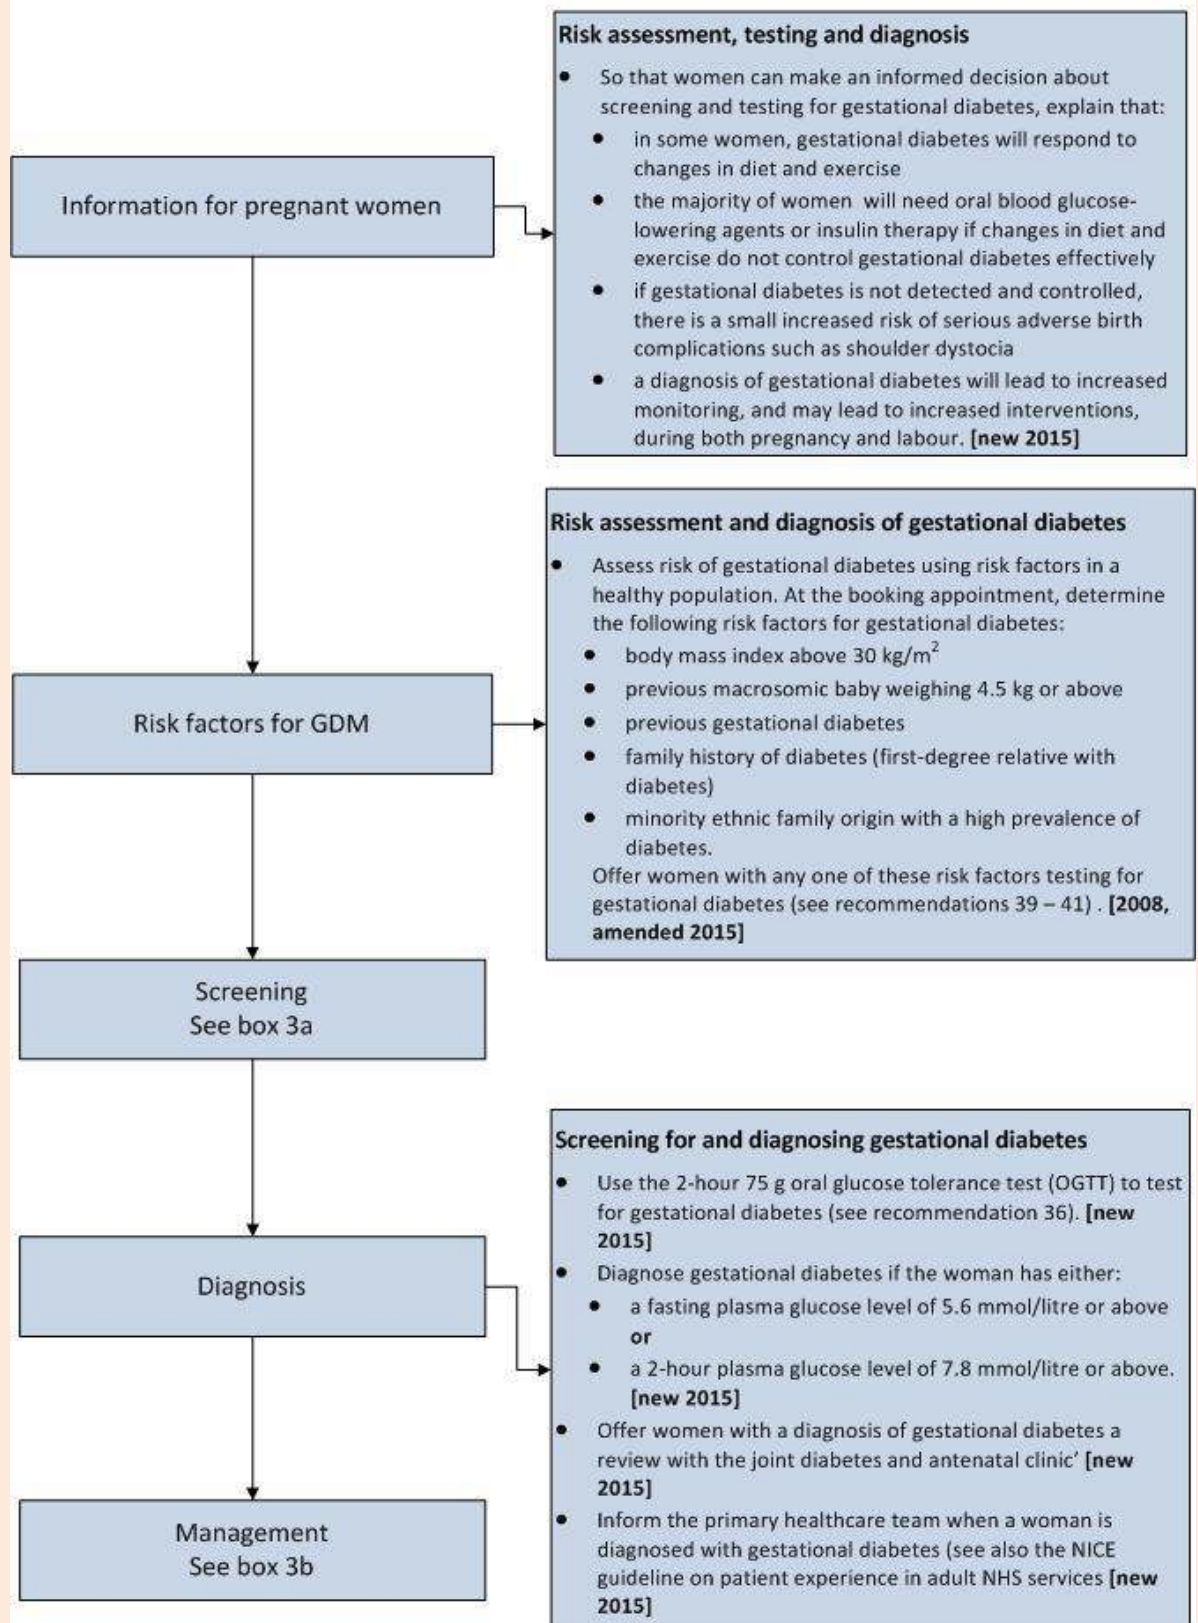 Risk assessment, testing and diagnosis
• So that women can make an informed decision about
screening and testing for gestational diabetes, explain that:
• in some women, gestational diabetes will respond to
changes in diet and exercise
• the majority of women will need oral blood glucose-
lowering agents or insulin therapy if changes in diet and
exercise do not control gestational diabetes effectively
• if gestational diabetes is not detected and controlled,
there is a small increased risk of serious adverse birth
complications such as shoulder dystocia
• a diagnosis of gestational diabetes will lead to increased
monitoring, and may lead to increased interventions,
during both pregnancy and labour. [new 2015]
Information for pregnant women
Risk assessment and diagnosis of gestational diabetes
• Assess risk of gestational diabetes using risk factors in a
healthy population. At the booking appointment, determine
the following risk factors for gestational diabetes:
• body mass index above 30 kg/m²
• previous macrosomic baby weighing 4.5 kg or above
• previous gestational diabetes
• family history of diabetes (first-degree relative with
diabetes)
• minority ethnic family origin with a high prevalence of
diabetes.
Offer women with any one of these risk factors testing for
gestational diabetes (see recommendations 39 – 41) . [2008,
amended 2015]
Risk factors for GDM
Screening
See box 3a
Screening for and diagnosing gestational diabetes
• Use the 2-hour 75 g oral glucose tolerance test (OGTT) to test
for gestational diabetes (see recommendation 36). [new
2015]
• Diagnose gestational diabetes if the woman has either:
• a fasting plasma glucose level of 5.6 mmol/litre or above
or
• a 2-hour plasma glucose level of 7.8 mmol/litre or above.
[new 2015]
• Offer women with a diagnosis of gestational diabetes a
review with the joint diabetes and antenatal clinic’ [new
2015]
• Inform the primary healthcare team when a woman is
diagnosed with gestational diabetes (see also the NICE
guideline on patient experience in adult NHS services [new
2015]
Diagnosis
Management
See box 3b